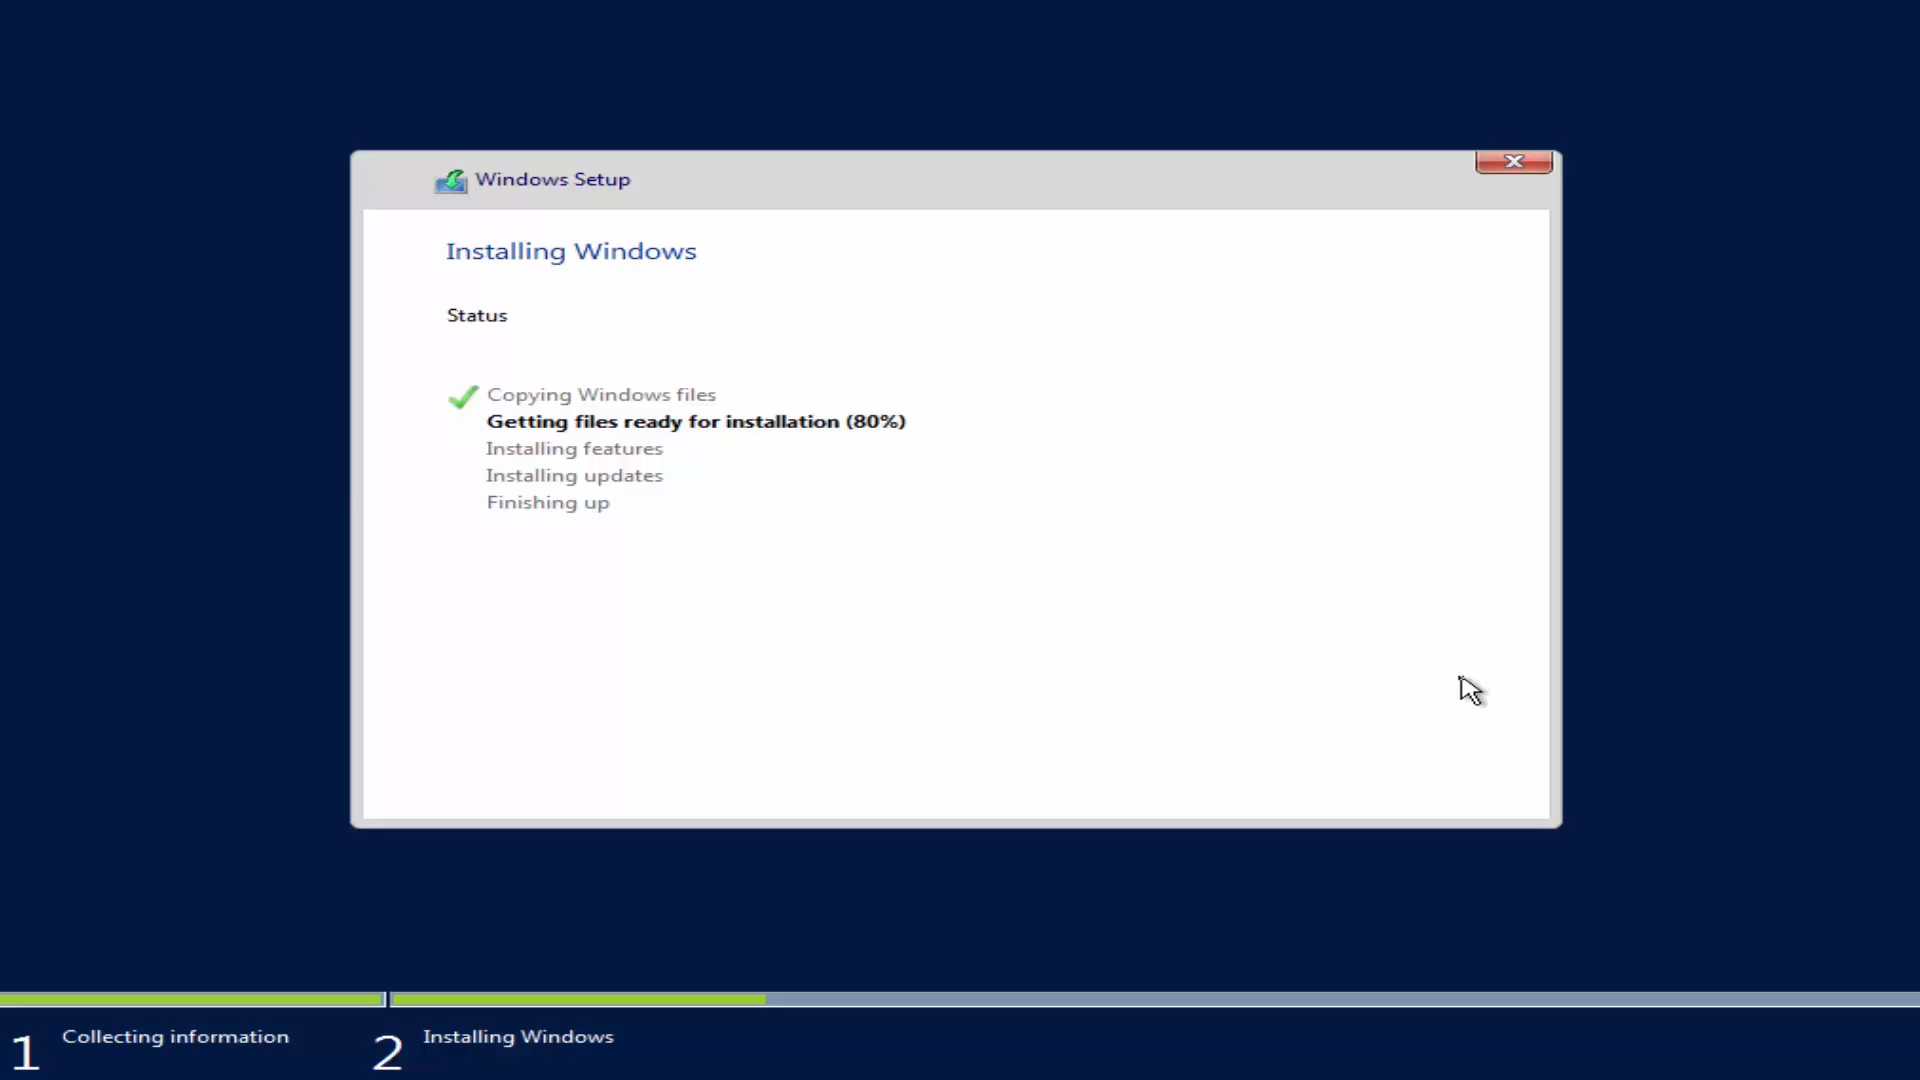 Windows Setup
Installing Windows
Status
Copying Windows files
Getting files ready for installation (80%)
Installing features
Installing updates
Finishing up
1 Collecting information
2 Installing Windows